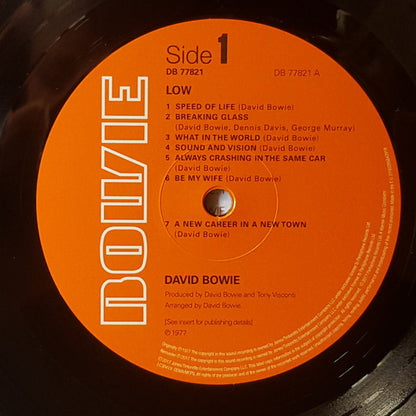 BOWIE
Side 1
DB 77821
DB 77821 A
LOW
1 SPEED OF LIFE (David Bowie)
2 BREAKING GLASS
(David Bowie, Dennis Davis, George Murray)
3 WHAT IN THE WORLD (David Bowie)
4 SOUND AND VISION (David Bowie)
5 ALWAYS CRASHING IN THE SAME CAR
(David Bowie)
6 BE MY WIFE (David Bowie)
7 A NEW CAREER IN A NEW TOWN
(David Bowie)
DAVID BOWIE
Produced by David Bowie and Tony Visconti
Arranged by David Bowie.
[See insert for publishing details]
℗ 1977